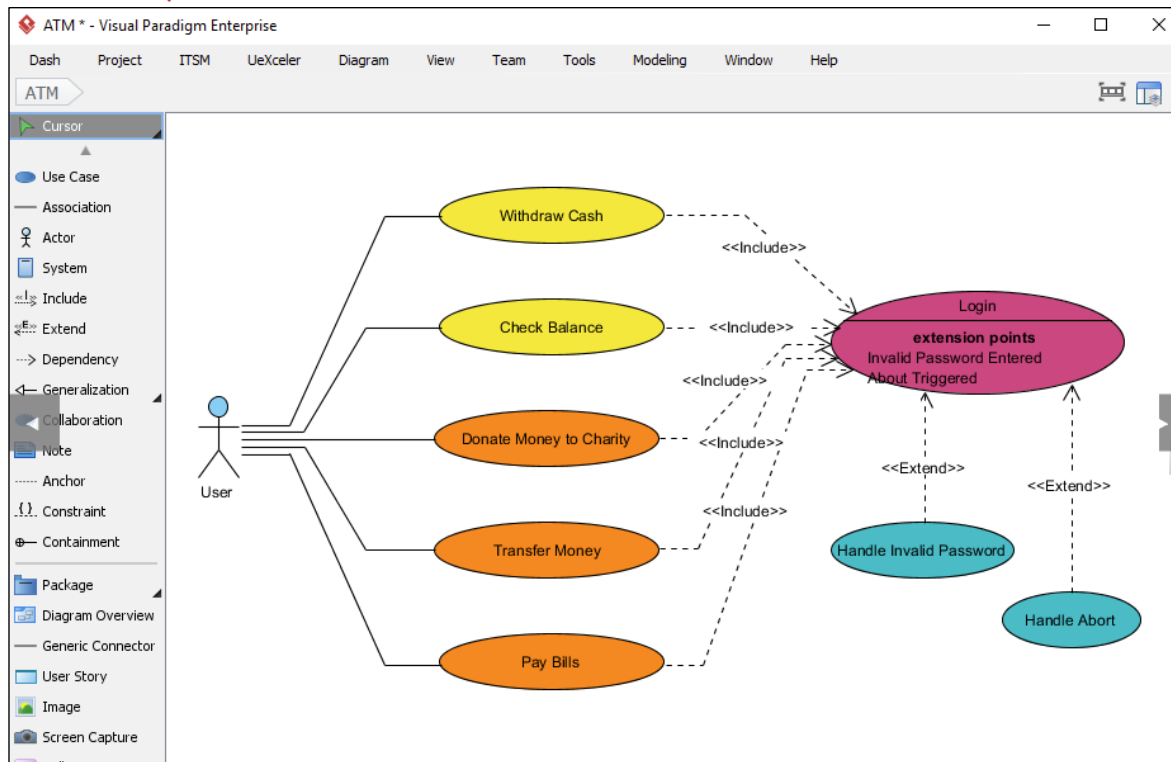 ATM * - Visual Paradigm Enterprise
Dash Project ITSM UeXceler Diagram View Team Tools Modeling Window Help
ATM
Cursor
Use Case
Association
Actor
System
Include
Extend
Dependency
Generalization
Collaboration
Note
Anchor
Constraint
Containment
Package
Diagram Overview
Generic Connector
User Story
Image
Screen Capture
User
Withdraw Cash
Check Balance
Donate Money to Charity
Transfer Money
Pay Bills
<<Include>>
<<Include>>
<<Include>>
<<Include>>
<<Include>>
Login
extension points
Invalid Password Entered
About Triggered
<<Extend>>
<<Extend>>
Handle Invalid Password
Handle Abort